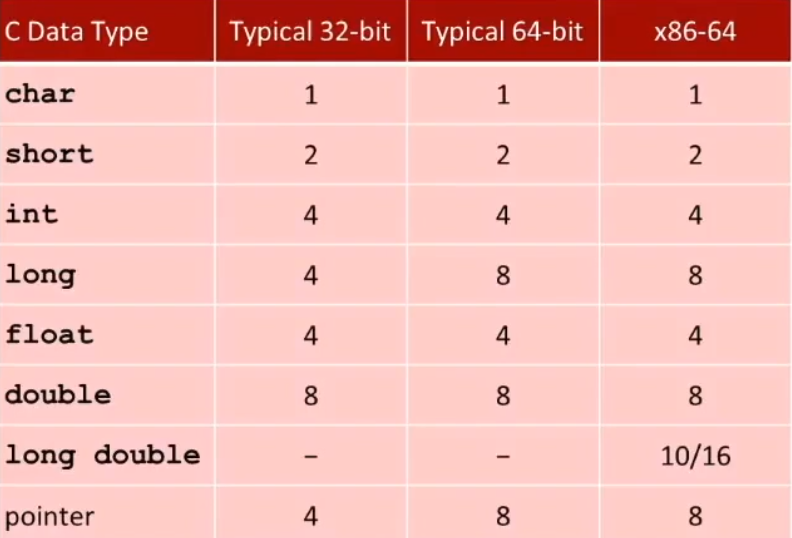 C Data Type Typical 32-bit Typical 64-bit x86-64
char 1 1 1
short 2 2 2
int 4 4 4
long 4 8 8
float 4 4 4
double 8 8 8
long double – – 10/16
pointer 4 8 8